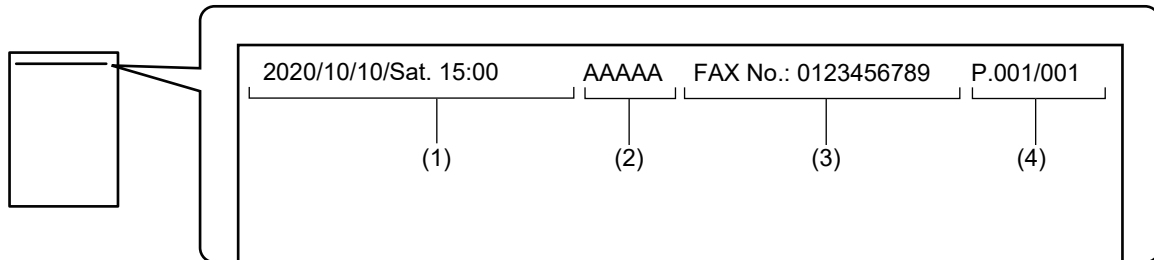 2020/10/10/Sat. 15:00 AAAAA FAX No.: 0123456789 P.001/001
(1) (2) (3) (4)